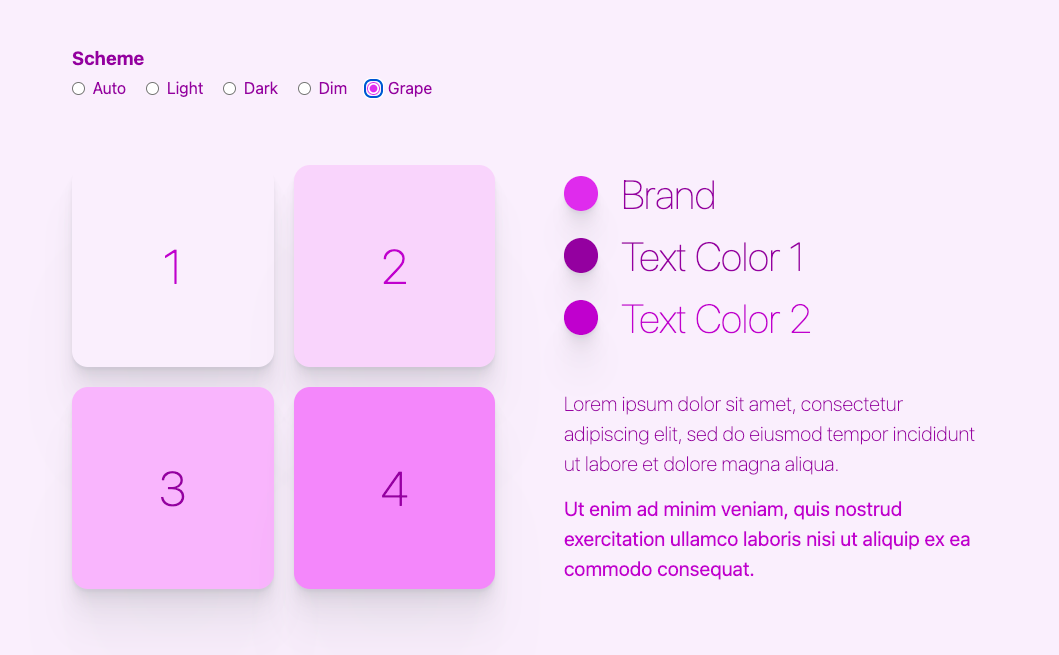 Scheme
Auto Light Dark Dim Grape
1 2
3 4
Brand
Text Color 1
Text Color 2
Lorem ipsum dolor sit amet, consectetur
adipiscing elit, sed do eiusmod tempor incididunt
ut labore et dolore magna aliqua.
Ut enim ad minim veniam, quis nostrud
exercitation ullamco laboris nisi ut aliquip ex ea
commodo consequat.